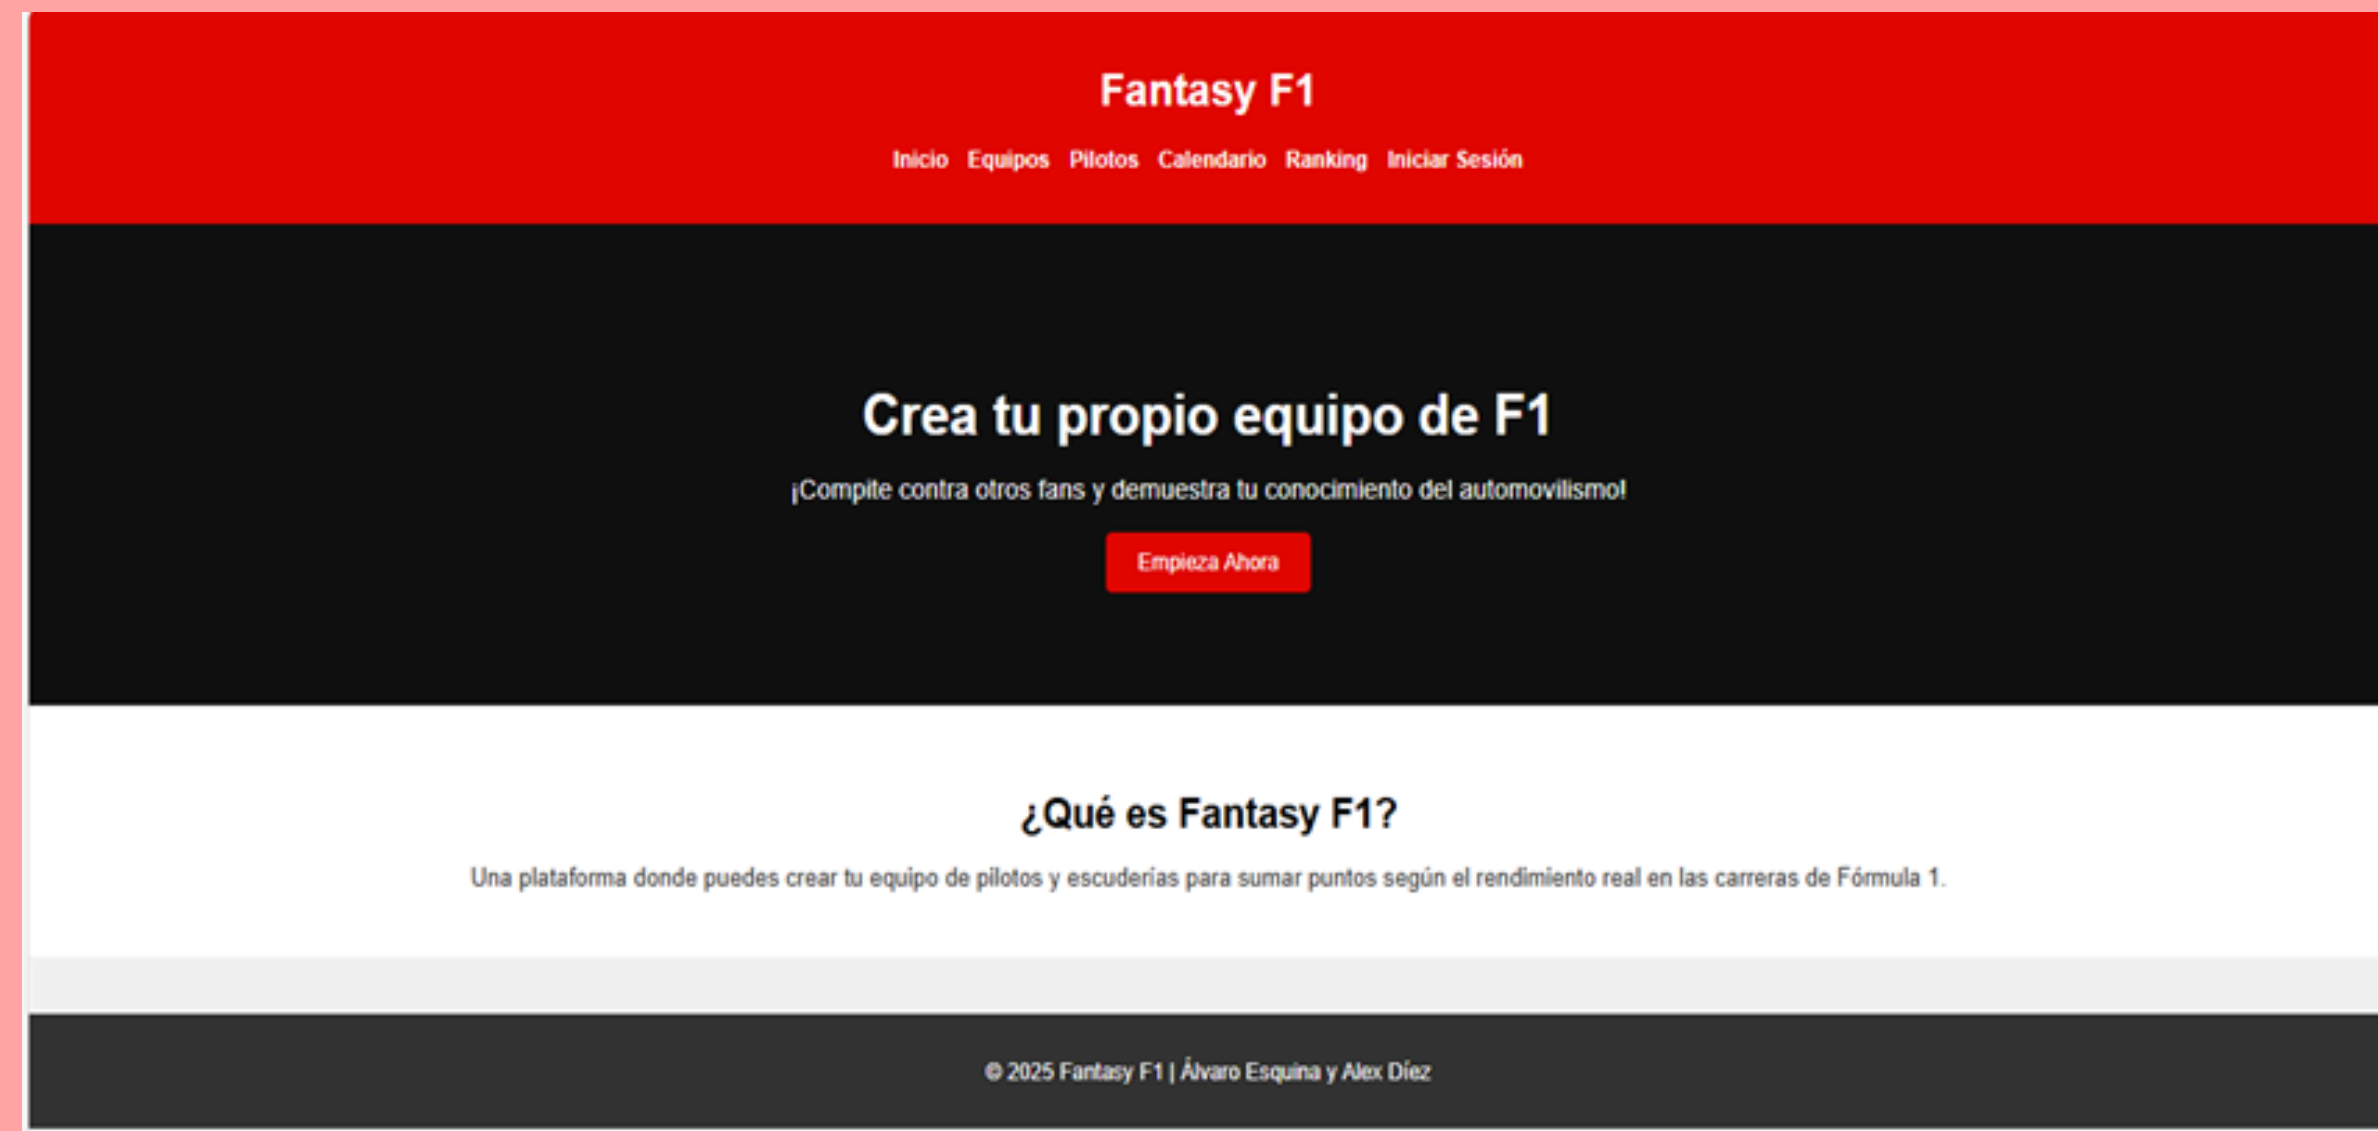 Fantasy F1
Inicio Equipos Pilotos Calendario Ranking Iniciar Sesión
Crea tu propio equipo de F1
¡Compite contra otros fans y demuestra tu conocimiento del automovilismo!
Empieza Ahora
¿Qué es Fantasy F1?
Una plataforma donde puedes crear tu equipo de pilotos y escuderías para sumar puntos según el rendimiento real en las carreras de Fórmula 1.
© 2025 Fantasy F1 | Álvaro Esquina y Alex Díez